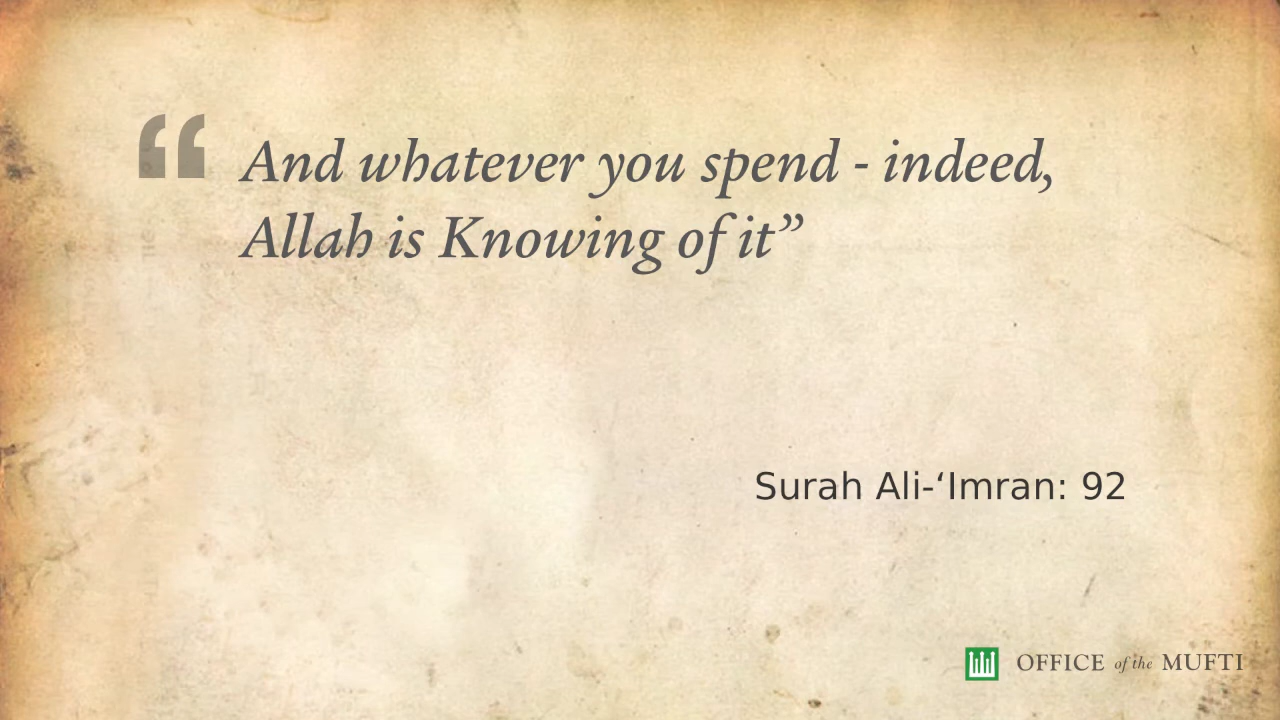 “And whatever you spend - indeed,
Allah is Knowing of it”
Surah Ali-‘Imran: 92
OFFICE of the MUFTI